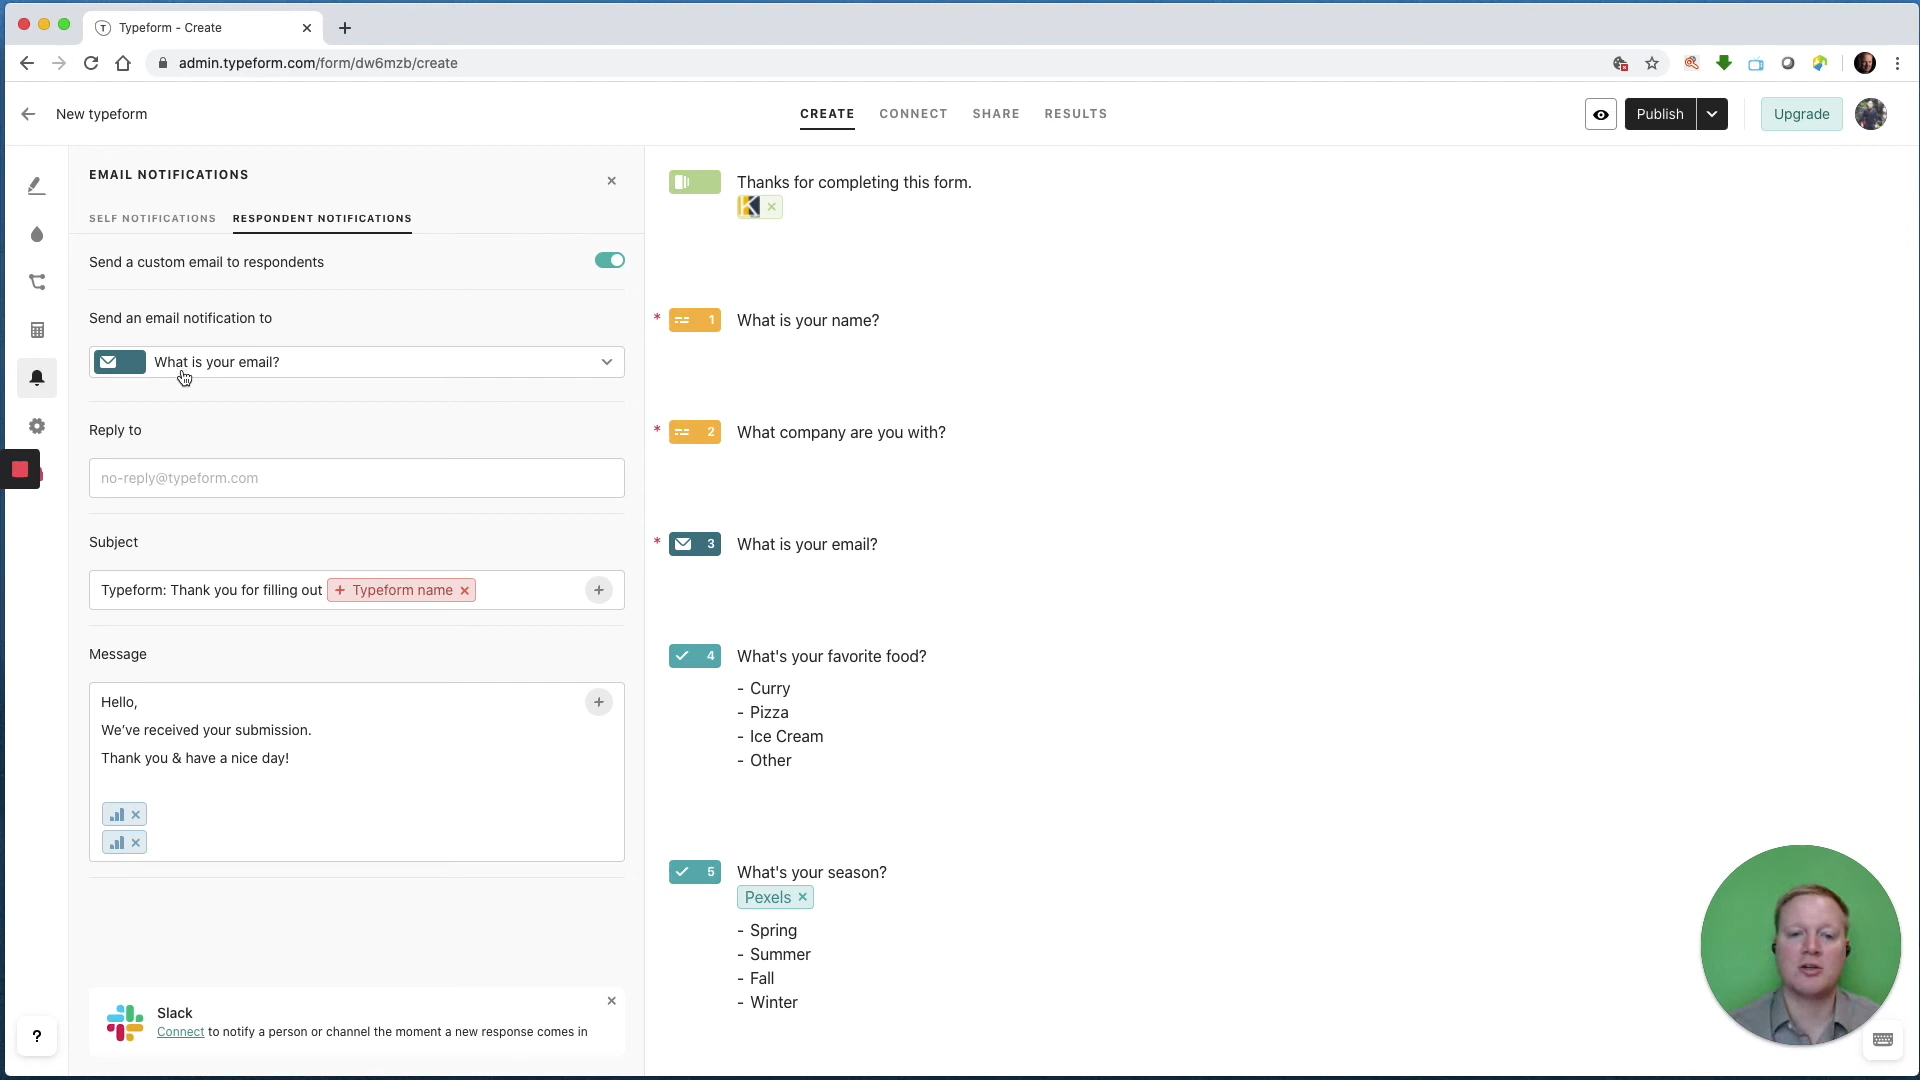 Typeform - Create
admin.typeform.com/form/dw6mzb/create
New typeform
CREATE CONNECT SHARE RESULTS
Publish
Upgrade
EMAIL NOTIFICATIONS
SELF NOTIFICATIONS RESPONDENT NOTIFICATIONS
Send a custom email to respondents
Send an email notification to
What is your email?
Reply to
no-reply@typeform.com
Subject
Typeform: Thank you for filling out + Typeform name ×
Message
Hello,
We’ve received your submission.
Thank you & have a nice day!
Slack
Connect to notify a person or channel the moment a new response comes in
?
Thanks for completing this form.
* 1 What is your name?
* 2 What company are you with?
* 3 What is your email?
4 What's your favorite food?
- Curry
- Pizza
- Ice Cream
- Other
5 What's your season?
Pexels ×
- Spring
- Summer
- Fall
- Winter